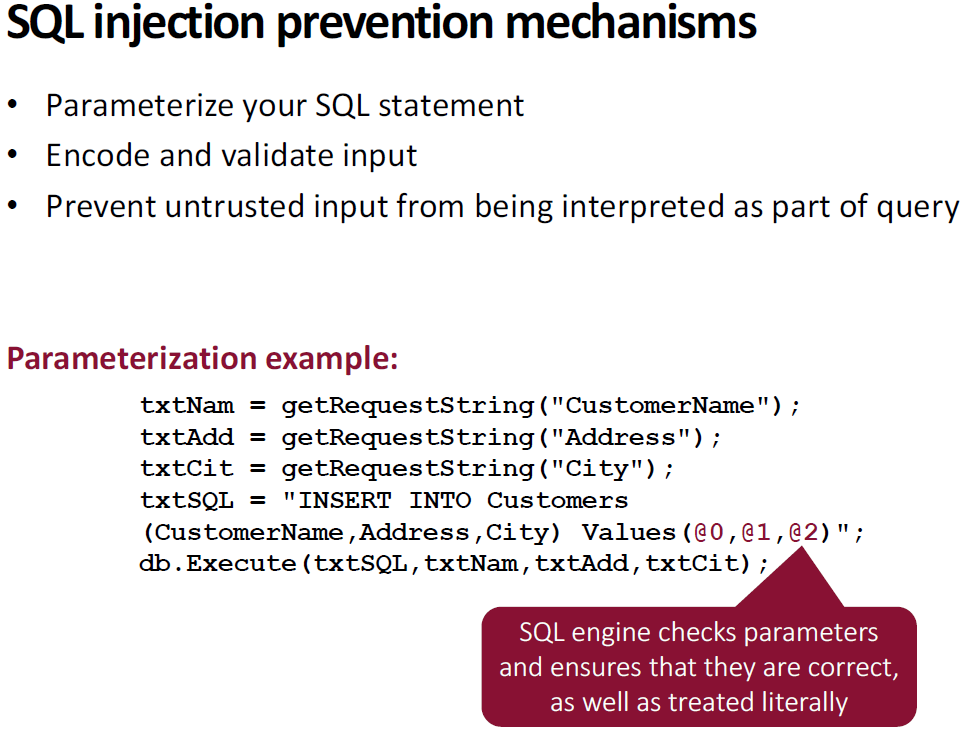 SQL injection prevention mechanisms
• Parameterize your SQL statement
• Encode and validate input
• Prevent untrusted input from being interpreted as part of query
Parameterization example:
txtNam = getRequestString("CustomerName");
txtAdd = getRequestString("Address");
txtCit = getRequestString("City");
txtSQL = "INSERT INTO Customers
(CustomerName,Address,City) Values(@0,@1,@2)";
db.Execute(txtSQL,txtNam,txtAdd,txtCit);
SQL engine checks parameters
and ensures that they are correct,
as well as treated literally